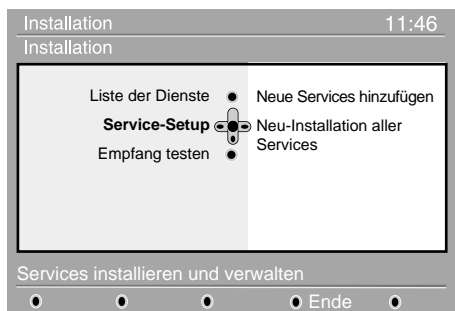 Installation 11:46
Installation
Liste der Dienste
Service-Setup
Empfang testen
Neue Services hinzufügen
Neu-Installation aller
Services
Services installieren und verwalten
Ende